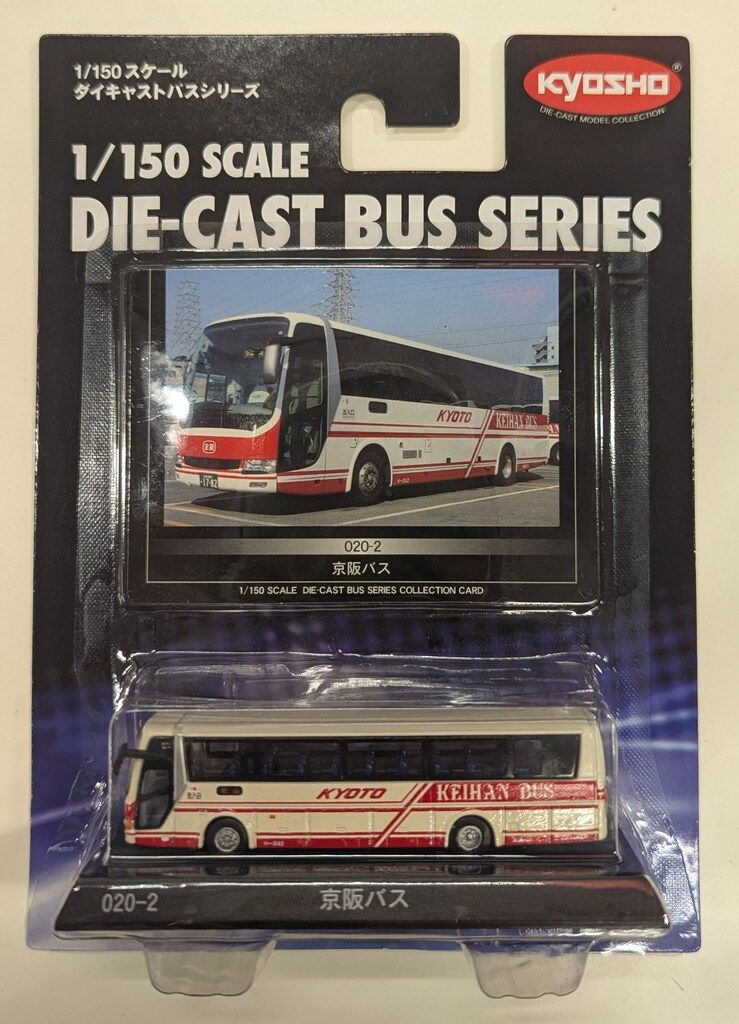 1/150 スケール
ダイキャストバスシリーズ
KYOSHO®
DIE-CAST MODEL COLLECTION
1/150 SCALE
DIE-CAST BUS SERIES
KYOTO
KEIHAN BUS
京阪
020-2
京阪バス
1/150 SCALE DIE-CAST BUS SERIES COLLECTION CARD
KYOTO
KEIHAN BUS
020-2
京阪バス